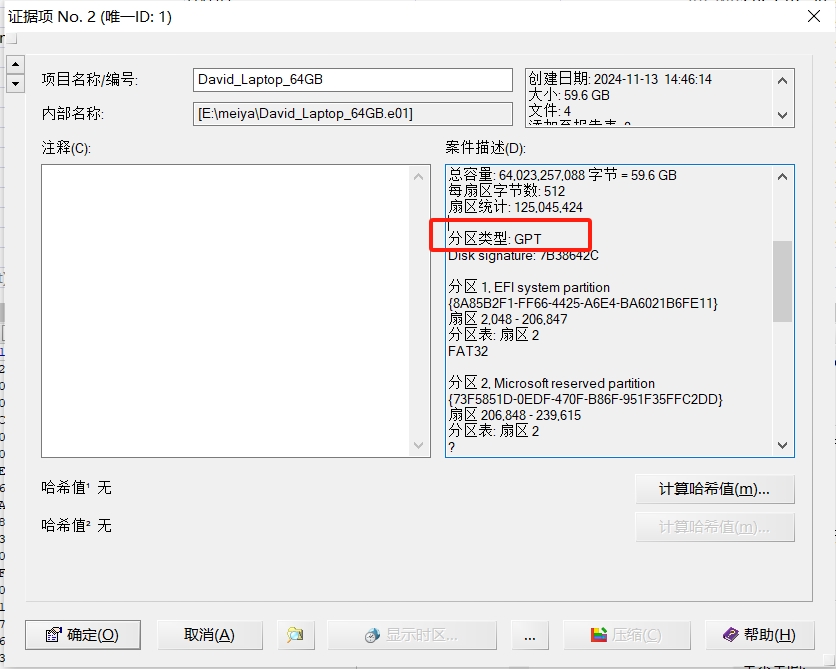 证据项 No. 2 (唯一ID: 1)
项目名称/编号:
David_Laptop_64GB
内部名称:
[E:\meiya\David_Laptop_64GB.e01]
创建日期: 2024-11-13 14:46:14
大小: 59.6 GB
文件: 4
添加至报告表: 0
注释(C):
案件描述(D):
总容量: 64,023,257,088 字节 = 59.6 GB
每扇区字节数: 512
扇区统计: 125,045,424
分区类型: GPT
Disk signature: 7B38642C
分区 1, EFI system partition
{8A85B2F1-FF66-4425-A6E4-BA6021B6FE11}
扇区 2,048 - 206,847
分区表: 扇区 2
FAT32
分区 2, Microsoft reserved partition
{73F5851D-0EDF-470F-B86F-951F35FFC2DD}
扇区 206,848 - 239,615
分区表: 扇区 2
?
哈希值¹ 无
计算哈希值(m)...
哈希值² 无
计算哈希值(m)...
确定(O)
取消(A)
显示时区...
...
压缩(C)
帮助(H)